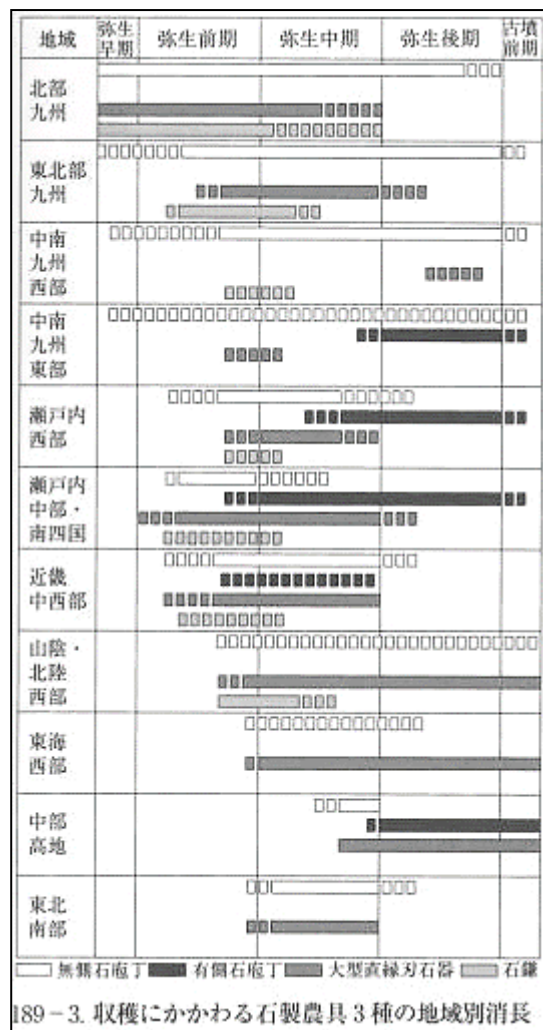 地域
弥生
早期
弥生前期
弥生中期
弥生後期
古墳
前期
北部
九州
東北部
九州
中南
九州
西部
中南
九州
東部
瀬戸内
西部
瀬戸内
中部・
南四国
近畿
中西部
山陰・
北陸
西部
東海
西部
中部
高地
東北
南部
無側石庖丁 有側石庖丁 大型直縁刃石器 石鎌
189-3. 収穫にかかわる石製農具3種の地域別消長